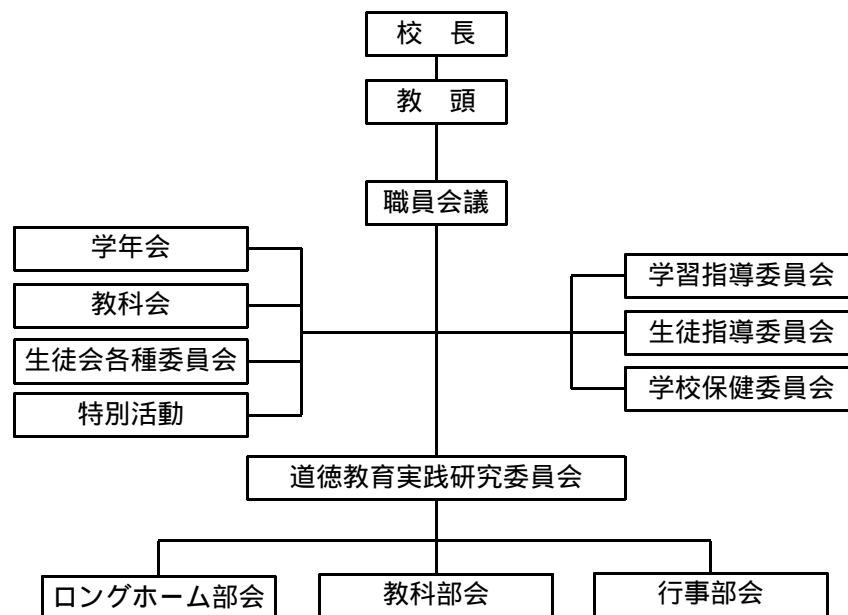 校　長
教　頭
職員会議
学年会
教科会
生徒会各種委員会
特別活動
学習指導委員会
生徒指導委員会
学校保健委員会
道徳教育実践研究委員会
ロングホーム部会
教科部会
行事部会